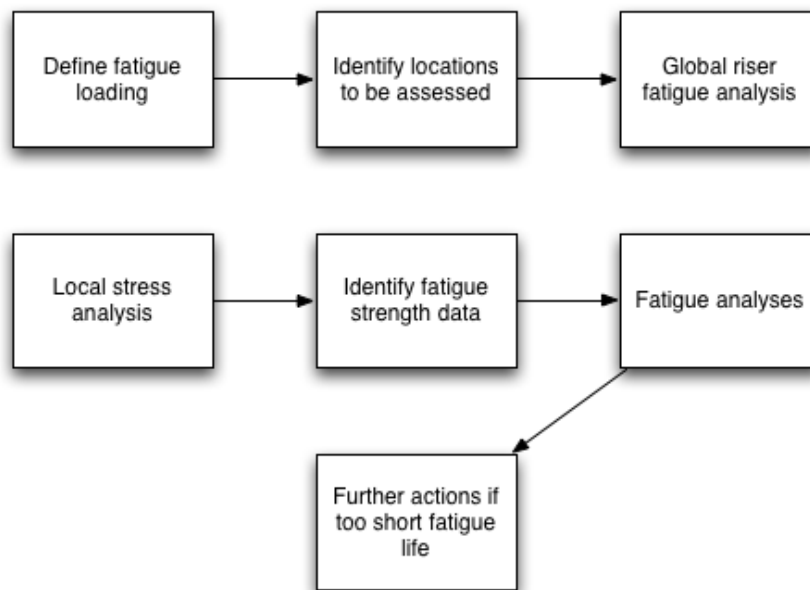 Define fatigue
loading
Identify locations
to be assessed
Global riser
fatigue analysis
Local stress
analysis
Identify fatigue
strength data
Fatigue analyses
Further actions if
too short fatigue
life